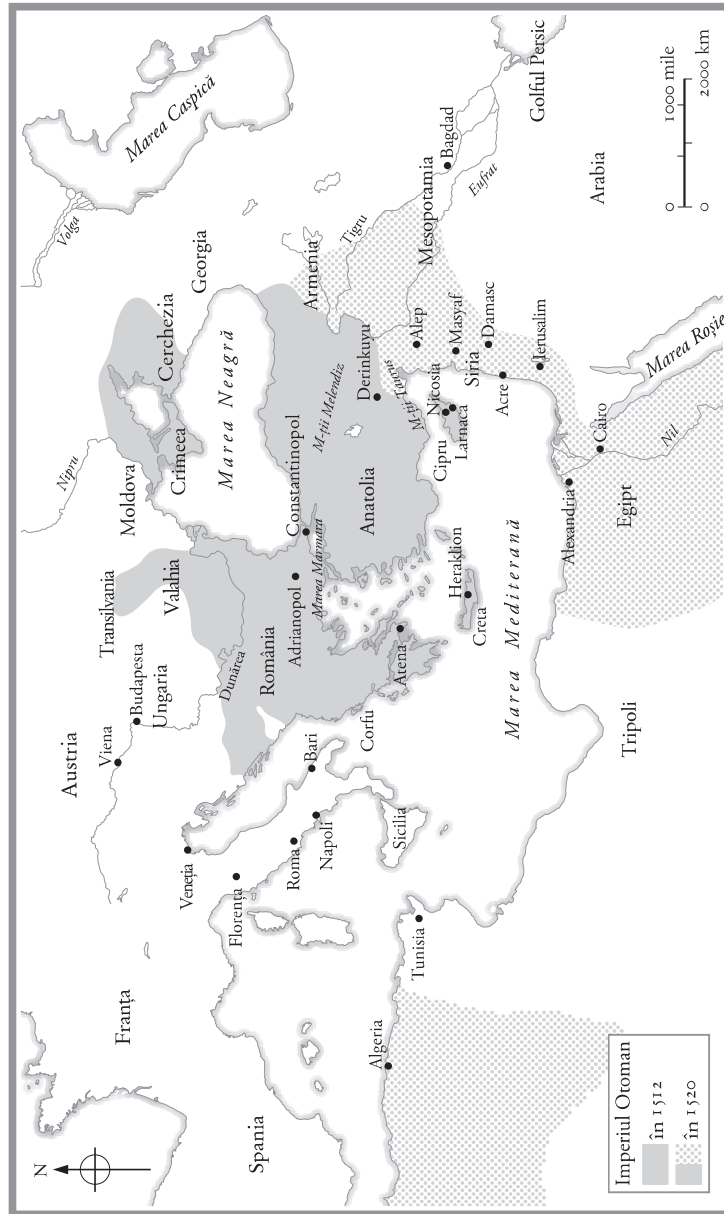 N
Franța
Spania
Austria
Viena
Budapesta
Ungaria
Transilvania
Valahia
Moldova
Nipru
Crimeea
Cerchezia
Georgia
Volga
Marea Caspică
Veneția
Florența
Roma
Napoli
Bari
Sicilia
Corfu
Dunărea
România
Adrianopol
Constantinopol
Marea Marmara
Marea Neagră
Armenia
Tigru
Mesopotamia
Bagdad
Eufrat
Golful Persic
Arabia
M-ții Melendiz
Derinkuyu
M-ții Taurus
Anatolia
Atena
Heraklion
Creta
Cipru
Nicosia
Larnaca
Alep
Masyaf
Siria
Damasc
Acre
Jerusalim
Marea Mediterană
Algeria
Tunisia
Tripoli
Alexandria
Cairo
Egipt
Nil
Marea Roșie
Imperiul Otoman
în 1512
în 1520
0 1000 mile
0 2000 km